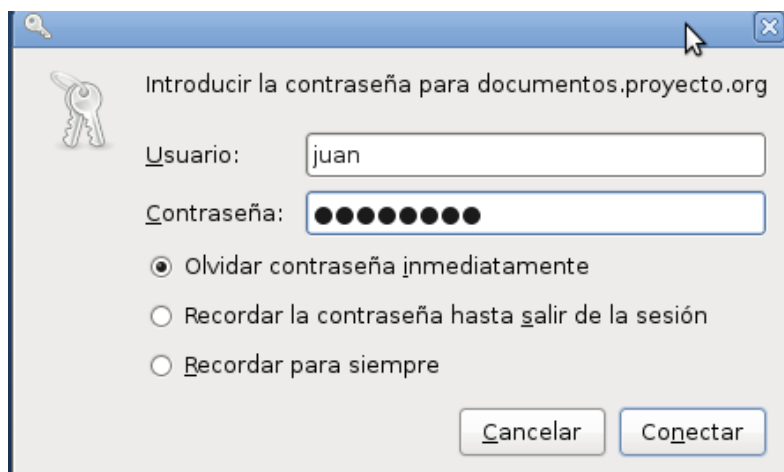 Introducir la contraseña para documentos.proyecto.org
Usuario: juan
Contraseña: ●●●●●●●●
Olvidar contraseña inmediatamente
Recordar la contraseña hasta salir de la sesión
Recordar para siempre
Cancelar Conectar